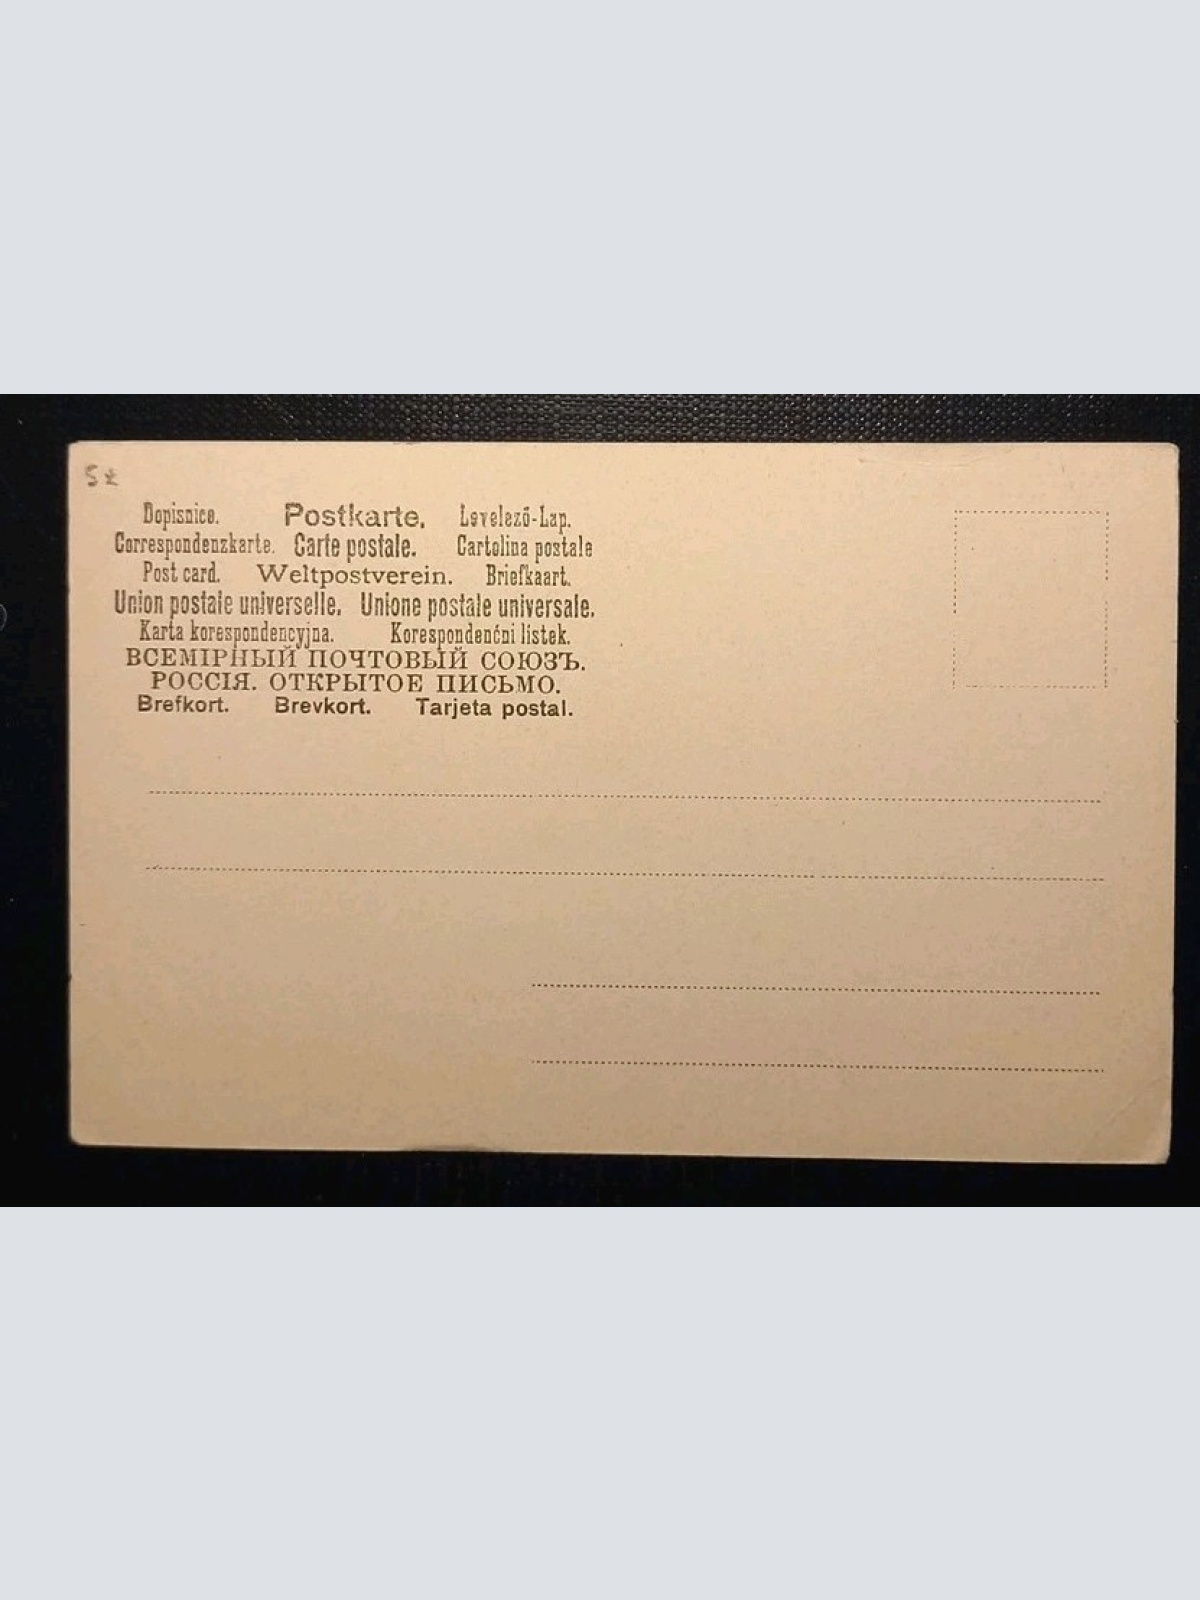 5
Dopisnice. Postkarte. Levelező-Lap.
Correspondenzkarte. Carte postale. Cartolina postale
Post card. Weltpostverein. Briefkaart.
Union postale universelle. Unione postale universale.
Karta korespondencyjna. Korespondenćni listek.
ВСЕМІРНЫЙ ПОЧТОВЫЙ СОЮЗЪ.
РОССІЯ. ОТКРЫТОЕ ПИСЬМО.
Brefkort. Brevkort. Tarjeta postal.